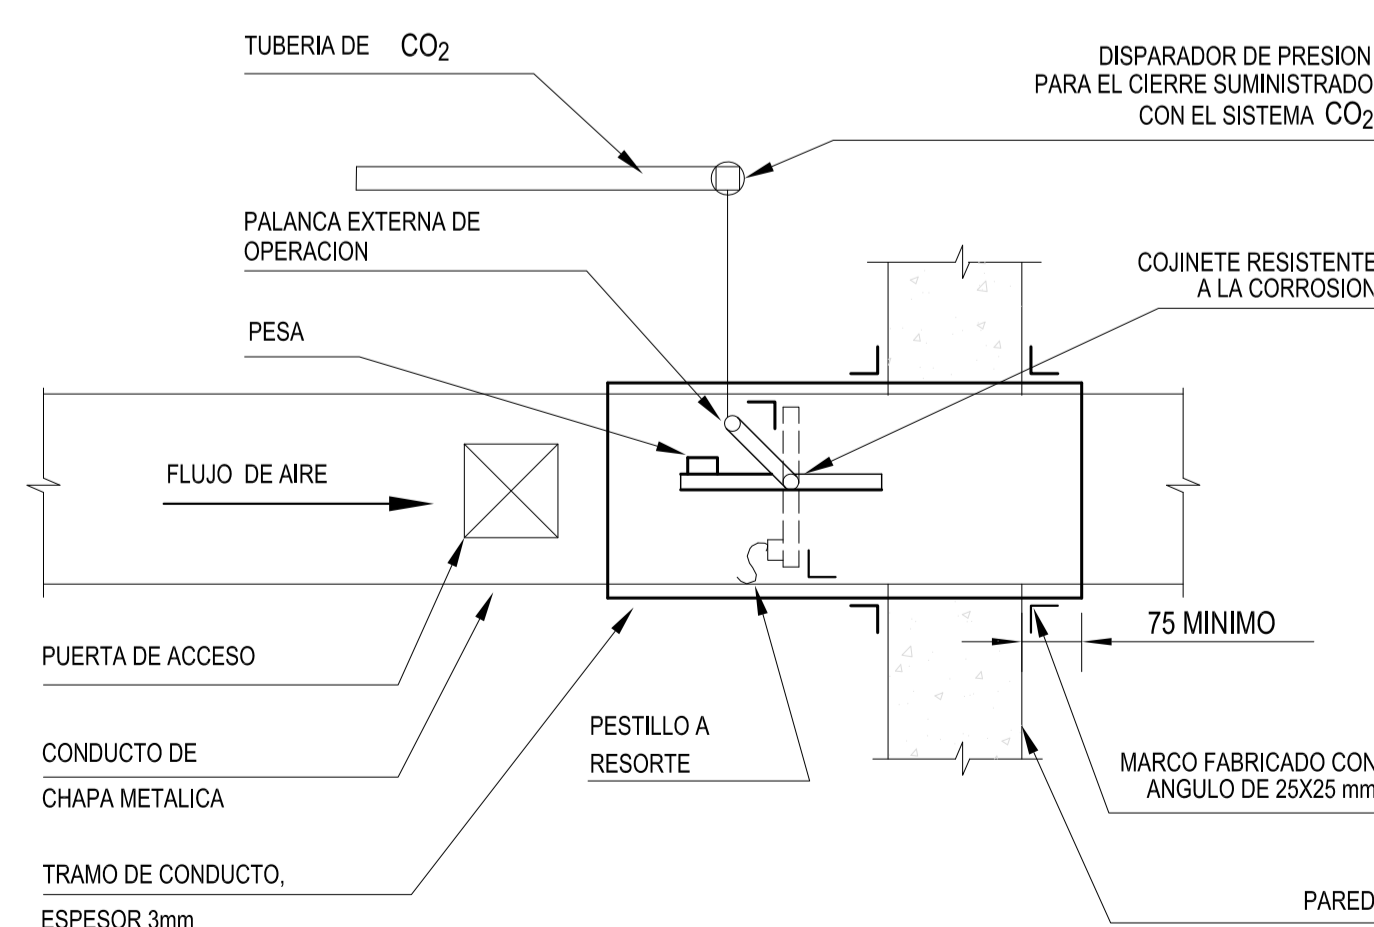 TUBERIA DE CO2
DISPARADOR DE PRESION
PARA EL CIERRE SUMINISTRADO
CON EL SISTEMA CO2
PALANCA EXTERNA DE
OPERACION
COJINETE RESISTENTE
A LA CORROSION
PESA
FLUJO DE AIRE
75 MINIMO
PUERTA DE ACCESO
PESTILLO A
RESORTE
CONDUCTO DE
CHAPA METALICA
MARCO FABRICADO CON
ANGULO DE 25X25 mm
TRAMO DE CONDUCTO,
ESPESOR 3mm
PARED